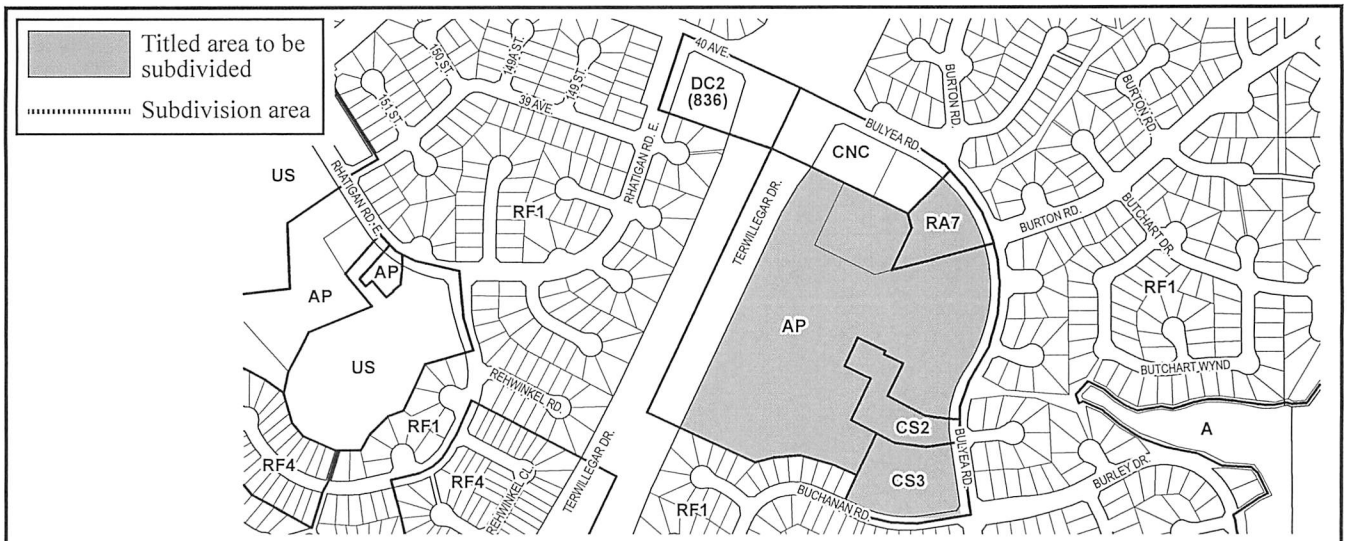 Titled area to be
subdivided
Subdivision area
40 AVE.
DC2
(836)
150 ST.
149A ST.
149 ST.
151 ST.
39 AVE.
RHATIGAN RD. E.
BULYEA RD.
BURTON RD.
BURTON RD.
CNC
US
RHATIGAN RD. E.
RF1
RA7
BURTON RD.
BUTCHART DR.
TERWILLEGAR DR.
AP
AP
RF1
AP
US
BUTCHART WYND
REHWINKEL RD.
CS2
BULYEA RD.
A
RF1
RF4
RF4
REHWINKEL CL.
TERWILLEGAR DR.
RF1
BUCHANAN RD.
CS3
BURLEY DR.